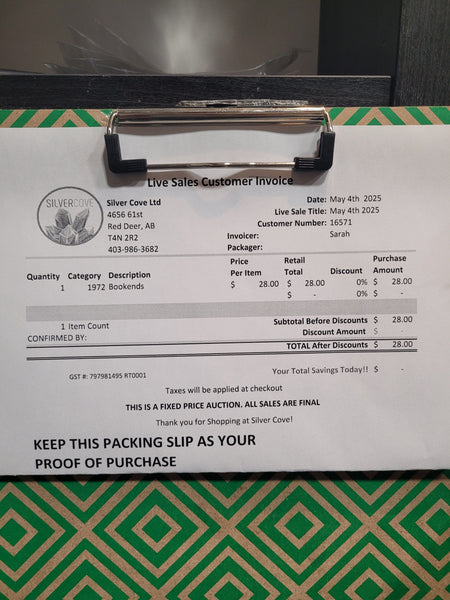 Live Sales Customer Invoice
SILVERCOVE
Silver Cove Ltd
4656 61st
Red Deer, AB
T4N 2R2
403-986-3682
Date: May 4th 2025
Live Sale Title: May 4th 2025
Customer Number: 16571
Invoicer: Sarah
Packager:
Quantity Category Description Price Per Item Retail Total Discount Purchase Amount
1 1972 Bookends $ 28.00 $ 28.00 0% $ 28.00
$ - 0% $ -
1 Item Count
Subtotal Before Discounts $ 28.00
Discount Amount $ -
CONFIRMED BY:
TOTAL After Discounts $ 28.00
GST #: 797981495 RT0001
Your Total Savings Today!! $ -
Taxes will be applied at checkout
THIS IS A FIXED PRICE AUCTION. ALL SALES ARE FINAL
Thank you for Shopping at Silver Cove!
KEEP THIS PACKING SLIP AS YOUR
PROOF OF PURCHASE